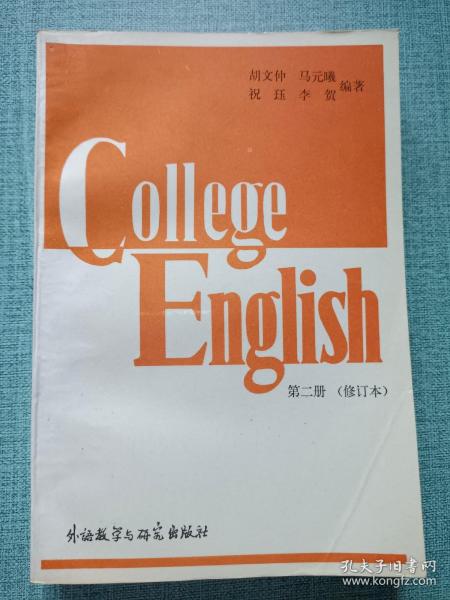 胡文仲 马元曦
祝珏 李贺 编著
College
English
第二册（修订本）
外语教学与研究出版社
孔夫子旧书网
www.kongfz.com